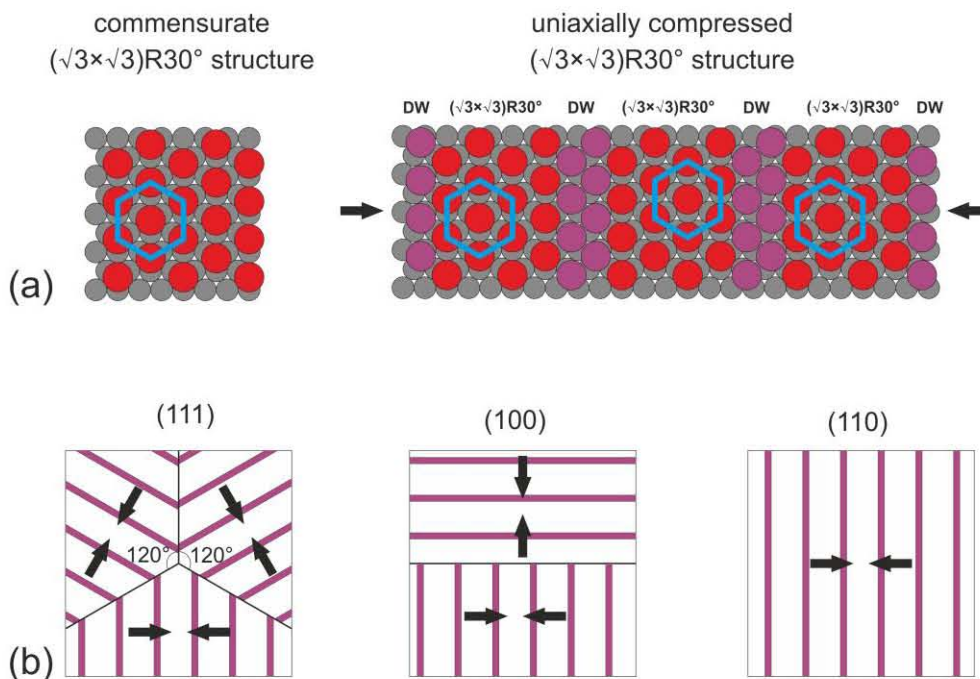 commensurate
(√3×√3)R30° structure
uniaxially compressed
(√3×√3)R30° structure
DW (√3×√3)R30° DW (√3×√3)R30° DW (√3×√3)R30° DW
(a)
(111)
(100)
(110)
120° 120°
(b)